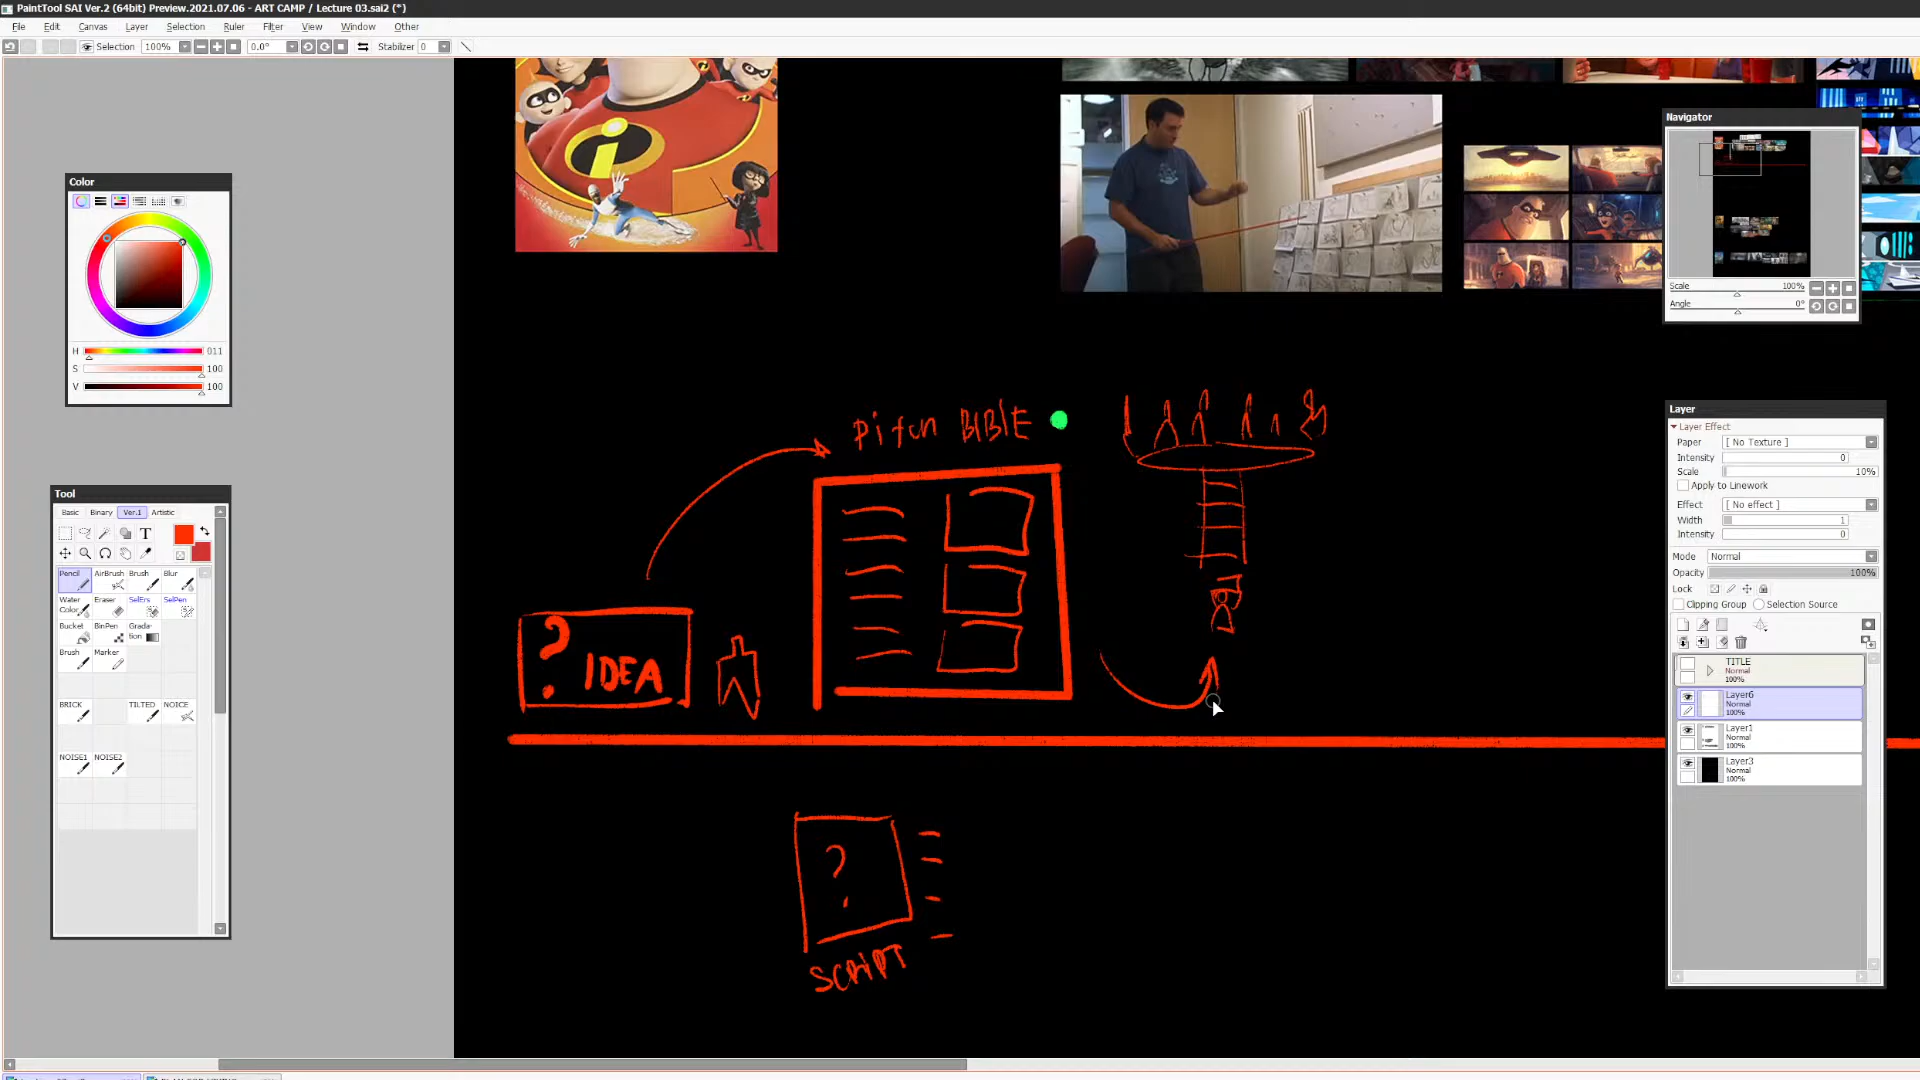 PaintTool SAI Ver.2 (64bit) Preview.2021.07.06 - ART CAMP / Lecture 03.sai2 (*)
File Edit Canvas Layer Selection Ruler Filter View Window Other
Selection 100% 0.0° Stabilizer 0
Navigator
Scale 100%
Angle 0°
Color
H 011
S 100
V 100
Tool
Basic Binary Ver.1 Artistic
T
Pencil AirBrush Brush Blur
Water Color Eraser SelErs SelPen
Bucket BinPen Gradation
Brush Marker
BRICK TILTED NOICE
NOISE1 NOISE2
Pitch BIBLE
? IDEA
?
SCRIPT
Layer
Layer Effect
Paper [ No Texture ]
Intensity 0
Scale 10%
Apply to Linework
Effect [ No effect ]
Width 1
Intensity 0
Mode Normal
Opacity 100%
Lock
Clipping Group Selection Source
TITLE
Normal
100%
Layer6
Normal
100%
Layer1
Normal
100%
Layer3
Normal
100%